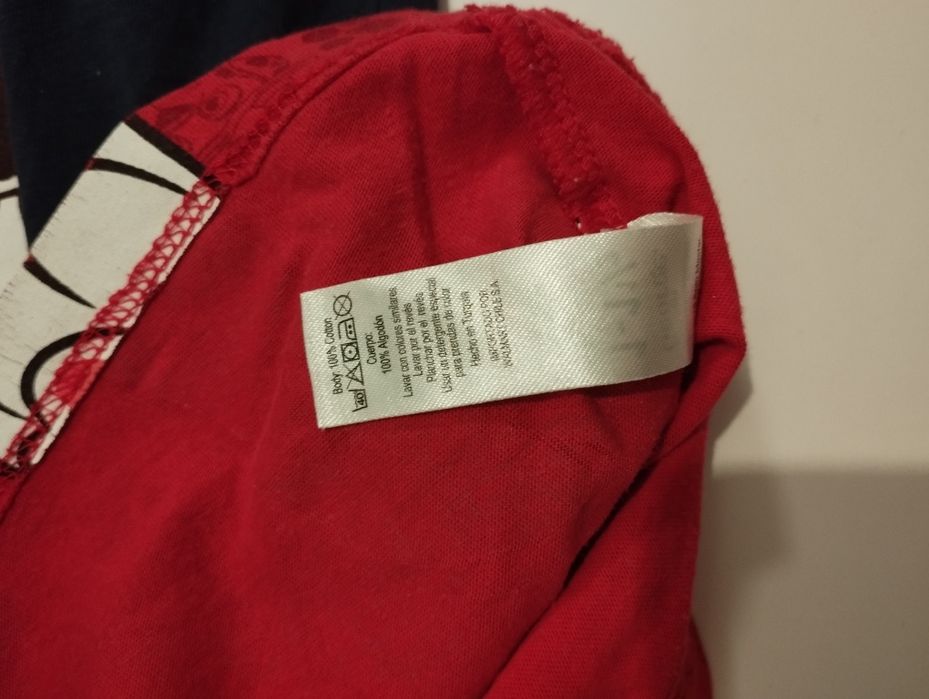 Body 100% Cotton
40
Cuerpo:
100% Algodón
Lavar con colores similares
Lavar por el revés
Planchar por el revés
Usar un detergente especial
para prendas de color
Hecho en Turquía
IMPORTADO POR:
WALMART CHILE S.A.